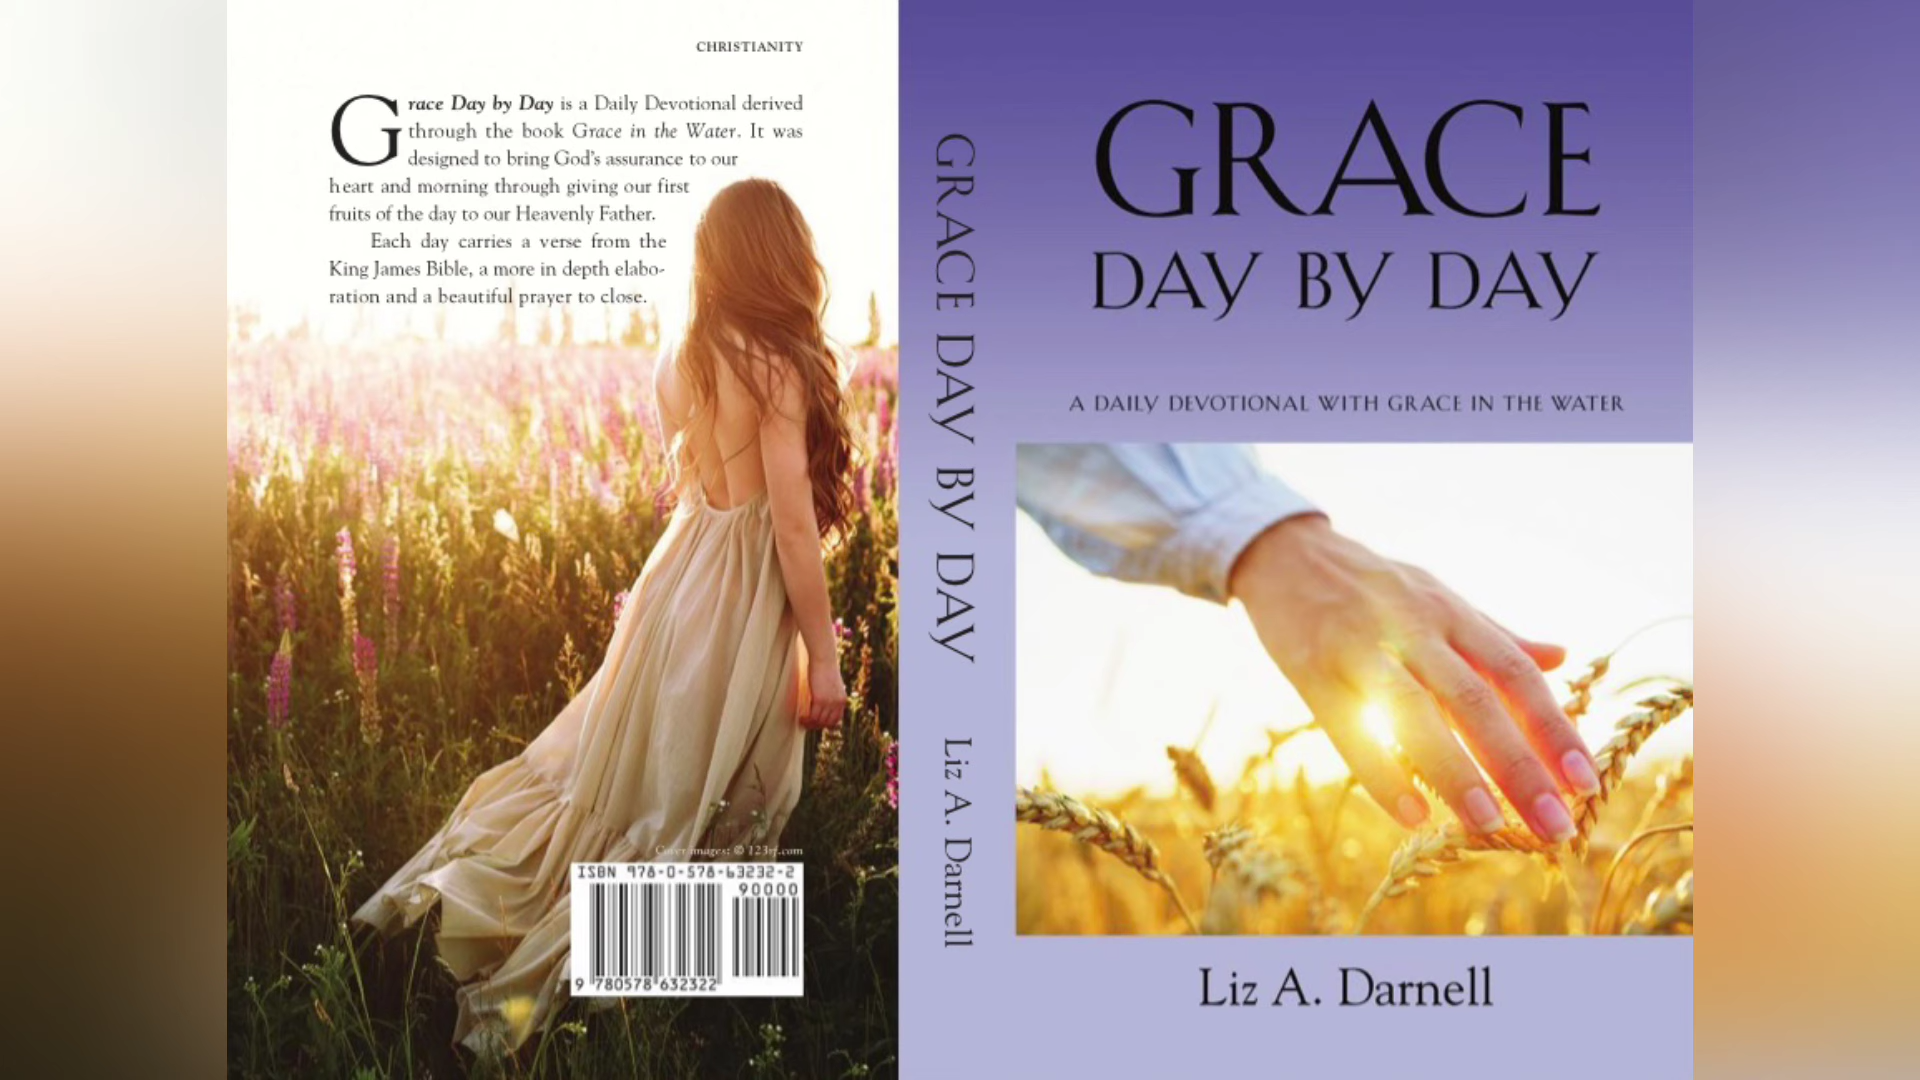 CHRISTIANITY
Grace Day by Day is a Daily Devotional derived
through the book Grace in the Water. It was
designed to bring God's assurance to our
heart and morning through giving our first
fruits of the day to our Heavenly Father.
Each day carries a verse from the
King James Bible, a more in depth elabo-
ration and a beautiful prayer to close.
Cover images: © 123rf.com
ISBN 978-0-578-63232-2
90000
9 780578 632322
GRACE DAY BY DAY Liz A. Darnell
GRACE
DAY BY DAY
A DAILY DEVOTIONAL WITH GRACE IN THE WATER
Liz A. Darnell